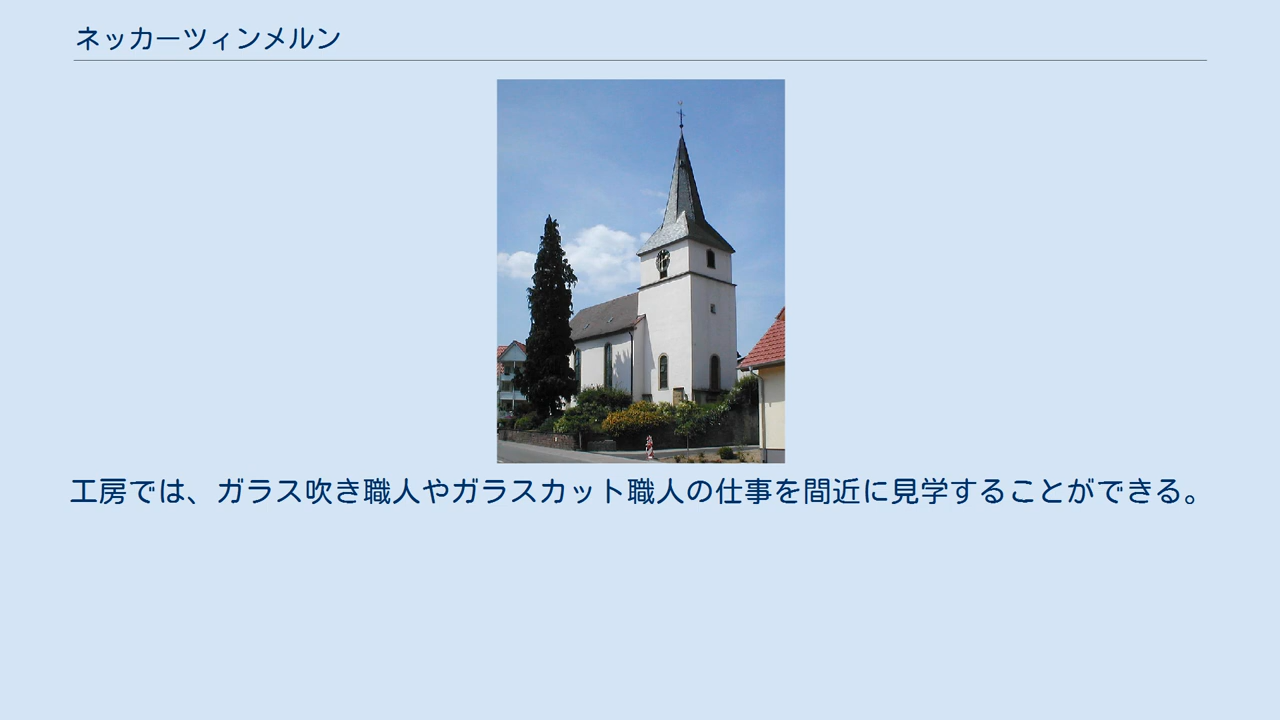 ネッカーツィンメルン
工房では、ガラス吹き職人やガラスカット職人の仕事を間近に見学することができる。